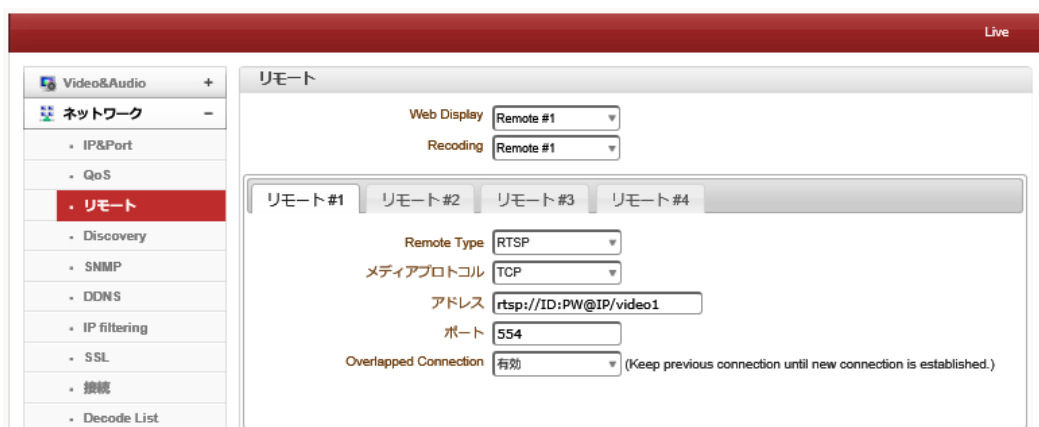 Live
Video&Audio +
ネットワーク −
IP&Port
QoS
リモート
Discovery
SNMP
DDNS
IP filtering
SSL
接続
Decode List
リモート
Web Display Remote #1
Recoding Remote #1
リモート#1 リモート#2 リモート#3 リモート#4
Remote Type RTSP
メディアプロトコル TCP
アドレス rtsp://ID:PW@IP/video1
ポート 554
Overlapped Connection 有効 (Keep previous connection until new connection is established.)